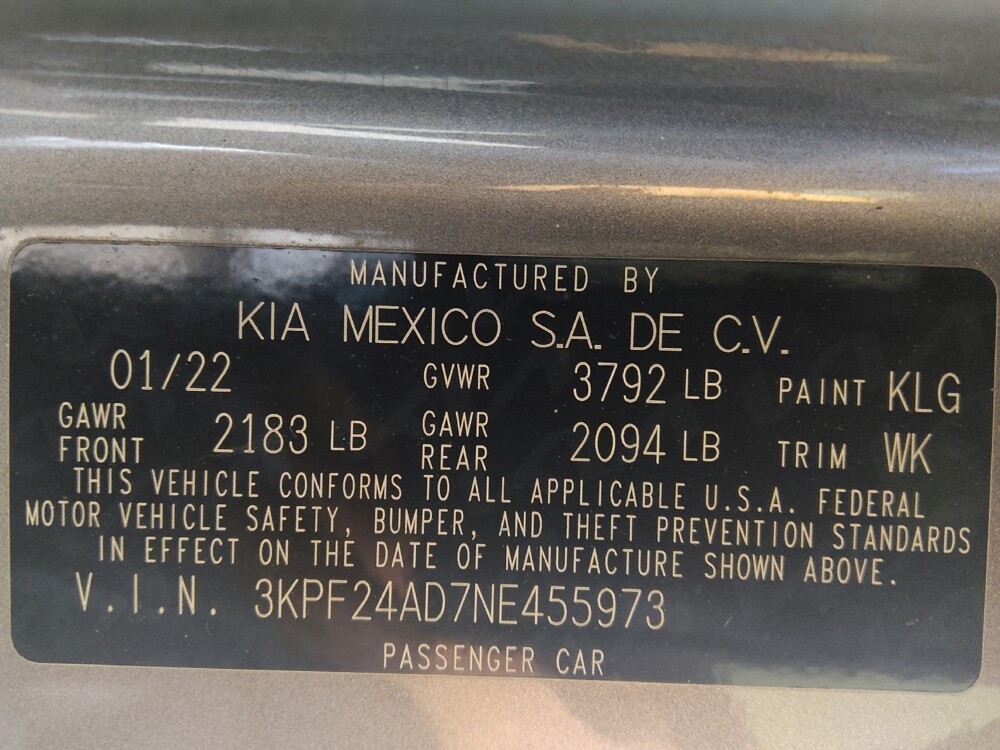 MANUFACTURED BY
KIA MEXICO S.A. DE C.V.
01/22 GVWR 3792 LB PAINT KLG
GAWR FRONT 2183 LB GAWR REAR 2094 LB TRIM WK
THIS VEHICLE CONFORMS TO ALL APPLICABLE U.S.A. FEDERAL
MOTOR VEHICLE SAFETY, BUMPER, AND THEFT PREVENTION STANDARDS
IN EFFECT ON THE DATE OF MANUFACTURE SHOWN ABOVE.
V.I.N. 3KPF24AD7NE455973
PASSENGER CAR